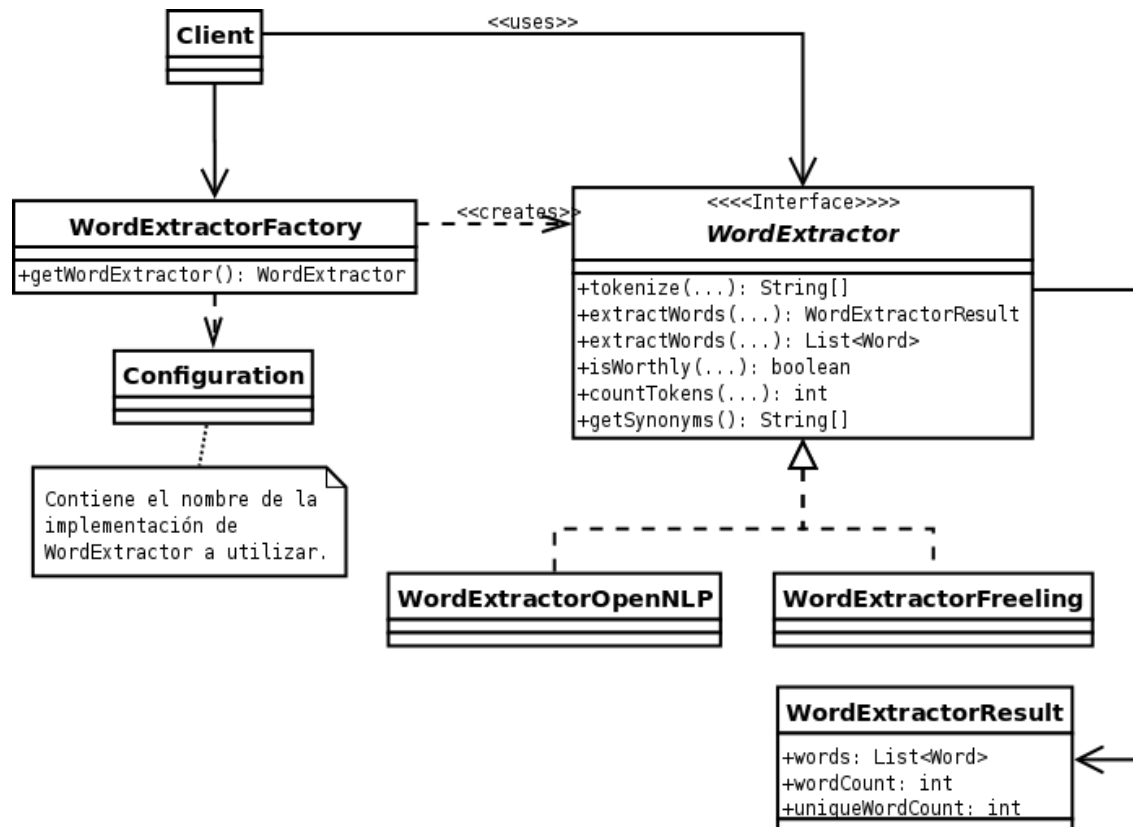 Client
<<uses>>
WordExtractorFactory
+getWordExtractor(): WordExtractor
<<creates>>
<<<<Interface>>>>
WordExtractor
+tokenize(...): String[]
+extractWords(...): WordExtractorResult
+extractWords(...): List<Word>
+isWorthly(...): boolean
+countTokens(...): int
+getSynonyms(): String[]
Configuration
Contiene el nombre de la
implementación de
WordExtractor a utilizar.
WordExtractorOpenNLP
WordExtractorFreeling
WordExtractorResult
+words: List<Word>
+wordCount: int
+uniqueWordCount: int